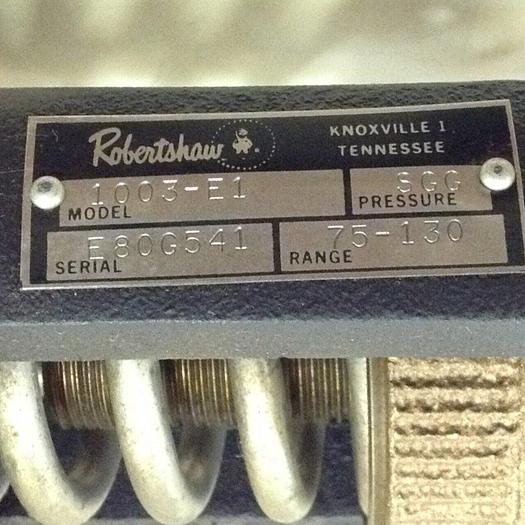 Robertshaw
KNOXVILLE 1
TENNESSEE
1003-E1
MODEL
SGG
PRESSURE
E80G541
SERIAL
75-130
RANGE